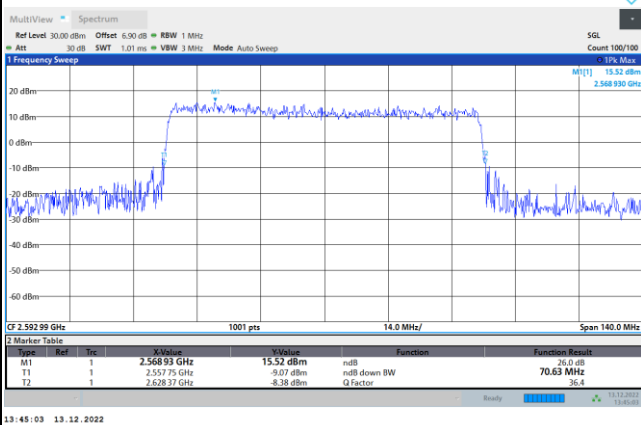 MultiView Spectrum
Ref Level 30.00 dBm Offset 6.90 dB RBW 1 MHz SGL
Att 30 dB SWT 1.01 ms VBW 3 MHz Mode Auto Sweep Count 100/100
1 Frequency Sweep 1Pk Max
M1[1] 15.52 dBm
2.568 930 GHz
20 dBm
M1
10 dBm
0 dBm
-10 dBm
-20 dBm
-30 dBm
-40 dBm
-50 dBm
-60 dBm
CF 2.592 99 GHz 1001 pts 14.0 MHz/ Span 140.0 MHz
2 Marker Table
Type Ref Trc X-Value Y-Value Function Function Result
M1 1 2.568 93 GHz 15.52 dBm ndB 26.0 dB
T1 1 2.557 75 GHz -9.07 dBm ndB down BW 70.63 MHz
T2 1 2.628 37 GHz -8.38 dBm Q Factor 36.4
Ready 13.12.2022
13:45:03
13:45:03 13.12.2022